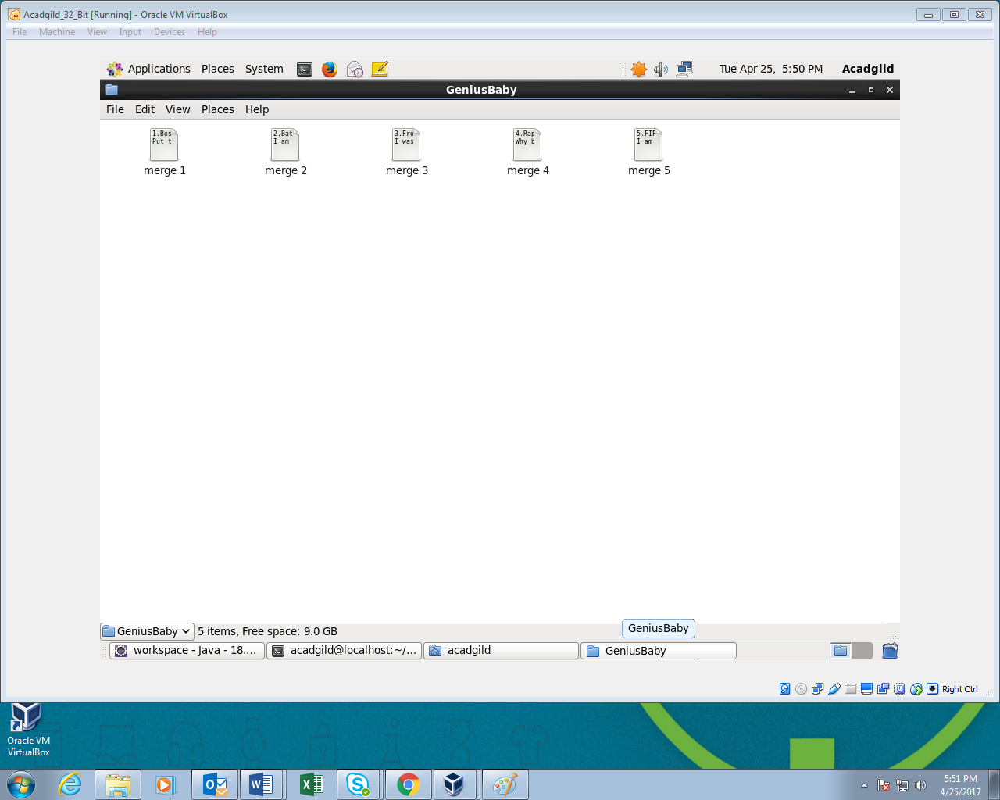 Acadgild_32_Bit [Running] - Oracle VM VirtualBox
File Machine View Input Devices Help
Applications Places System Tue Apr 25, 5:50 PM Acadgild
GeniusBaby
File Edit View Places Help
1.Bos 2.Bat 3.Fro 4.Rap 5.FIF
Put t I am I was Why b I am
merge 1 merge 2 merge 3 merge 4 merge 5
GeniusBaby 5 items, Free space: 9.0 GB GeniusBaby
workspace - Java - 18.... acadgild@localhost:~/... acadgild GeniusBaby
Right Ctrl
Oracle VM
VirtualBox
5:51 PM
4/25/2017